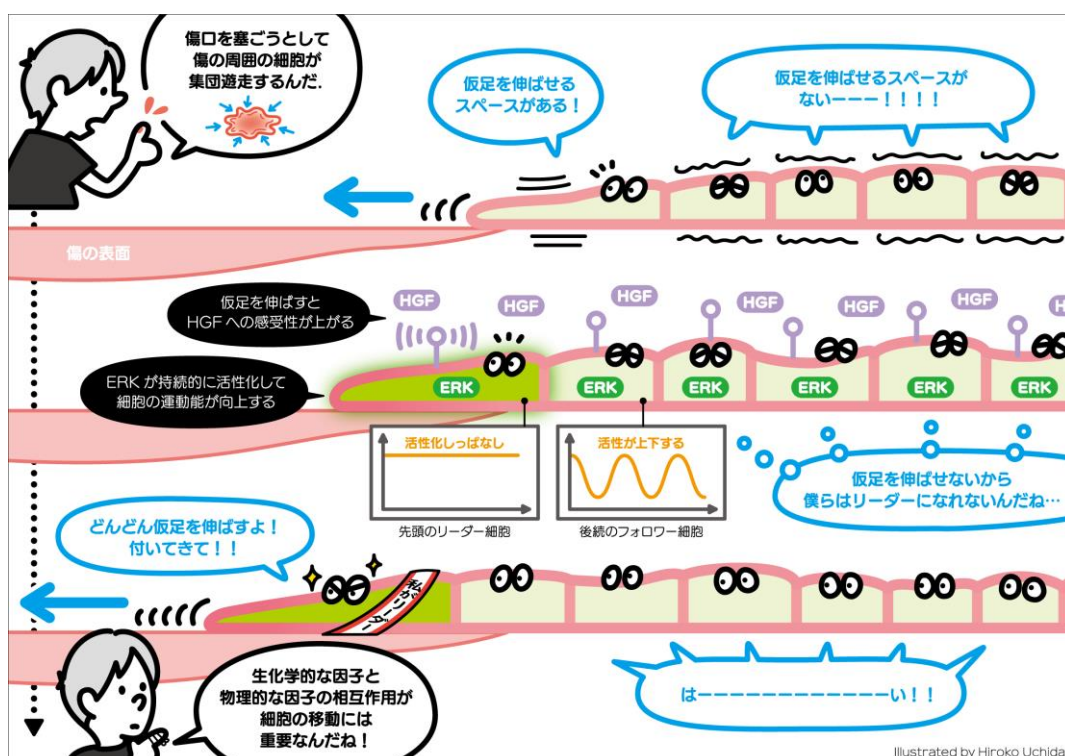 傷口を塞ごうとして
傷の周囲の細胞が
集団遊走するんだ.
仮足を伸ばせる
スペースがある!
仮足を伸ばせるスペースが
ないーーー!!!!
傷の表面
仮足を伸ばすと
HGFへの感受性が上がる
HGF
HGF
HGF
HGF
HGF
HGF
H
ERKが持続的に活性化して
細胞の運動能が向上する
ERK
ERK
ERK
ERK
ERK
ERK
活性化しっぱなし
先頭のリーダー細胞
活性が上下する
後続のフォロワー細胞
仮足を伸ばせないから
僕らはリーダーになれないんだね…
どんどん仮足を伸ばすよ!
付いてきて!!
私がリーダー
生化学的な因子と
物理的な因子の相互作用が
細胞の移動には
重要なんだね!
はーーーーーーーーーーーーい!!
Illustrated by Hiroko Uchida